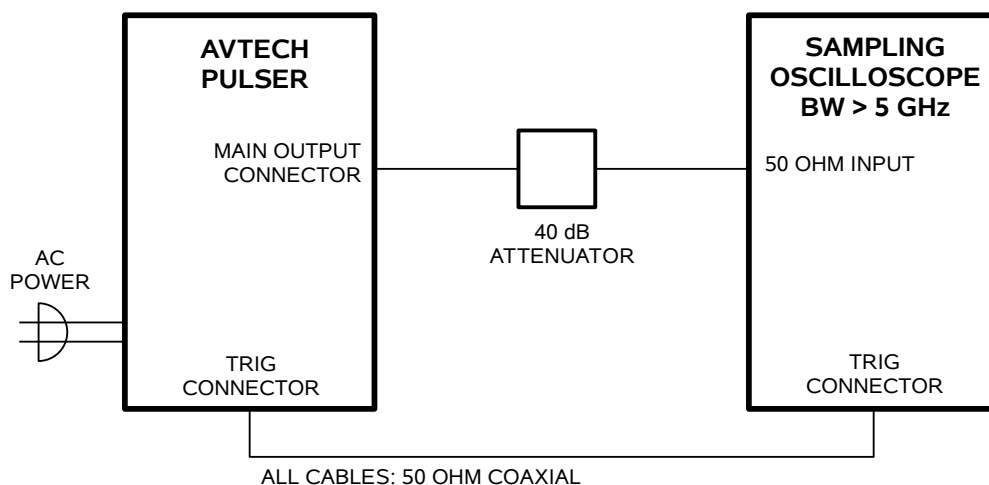 AVTECH
PULSER
SAMPLING
OSCILLOSCOPE
BW > 5 GHz
MAIN OUTPUT
CONNECTOR
50 OHM INPUT
40 dB
ATTENUATOR
AC
POWER
TRIG
CONNECTOR
TRIG
CONNECTOR
ALL CABLES: 50 OHM COAXIAL